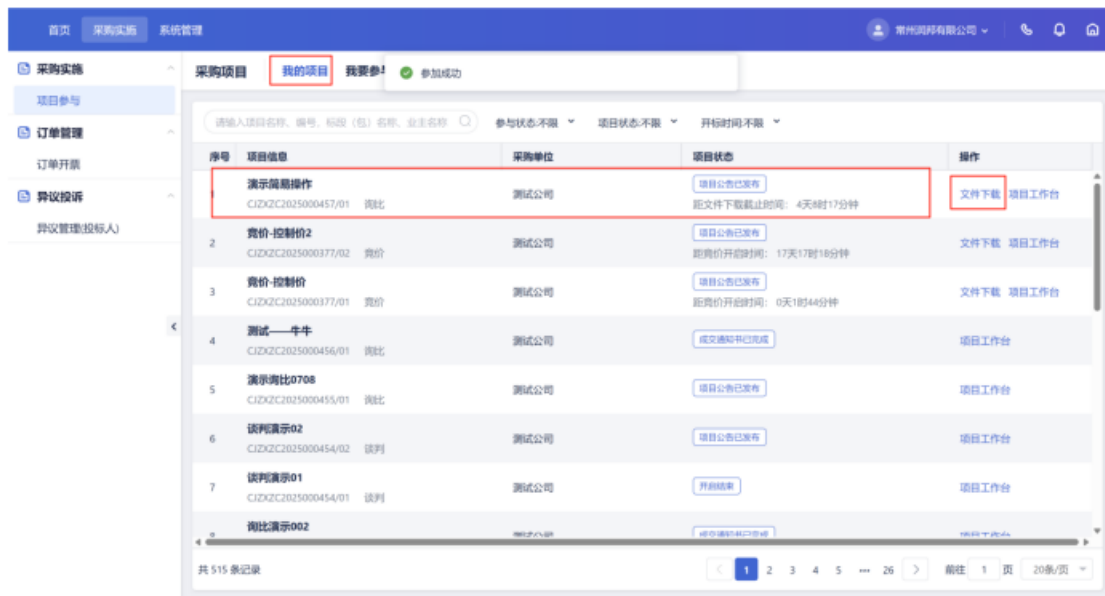 首页 采购实施 系统管理 常州润邦有限公司
采购实施
项目参与
订单管理
订单开票
异议投诉
异议管理(投标人)
采购项目 我的项目 我要参与 参加成功
请输入项目名称、编号、标段（包）名称、业主名称 参与状态:不限 项目状态:不限 开标时间:不限
序号 项目信息 采购单位 项目状态 操作
1 演示简易操作 测试公司 项目公告已发布 文件下载 项目工作台
CJZXZC2025000457/01 询比 距文件下载截止时间： 4天8时17分钟
2 竞价-控制价2 测试公司 项目公告已发布 文件下载 项目工作台
CJZXZC2025000377/02 竞价 距竞价开启时间： 17天17时18分钟
3 竞价-控制价 测试公司 项目公告已发布 文件下载 项目工作台
CJZXZC2025000377/01 竞价 距竞价开启时间： 0天1时44分钟
4 测试——牛牛 测试公司 成交通知书已完成 项目工作台
CJZXZC2025000456/01 询比
5 演示询比0708 测试公司 项目公告已发布 项目工作台
CJZXZC2025000455/01 询比
6 谈判演示02 测试公司 项目公告已发布 项目工作台
CJZXZC2025000454/02 谈判
7 谈判演示01 测试公司 开启结束 项目工作台
CJZXZC2025000454/01 谈判
询比演示002
共 515 条记录 1 2 3 4 5 ••• 26 前往 1 页 20条/页